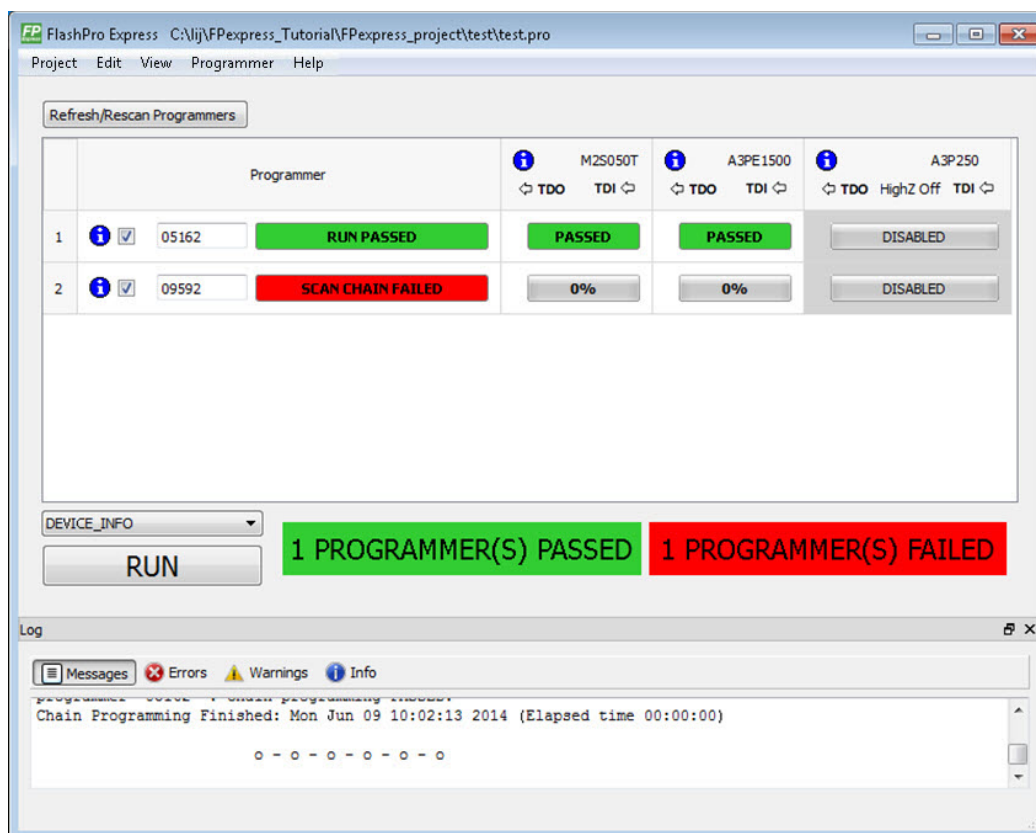 FP FlashPro Express C:\lij\FPexpress_Tutorial\FPexpress_project\test\test.pro
Project Edit View Programmer Help
Refresh/Rescan Programmers
Programmer
M2S050T
TDO TDI
A3PE1500
TDO TDI
A3P250
TDO HighZ Off TDI
1 05162 RUN PASSED PASSED PASSED DISABLED
2 09592 SCAN CHAIN FAILED 0% 0% DISABLED
DEVICE_INFO
RUN
1 PROGRAMMER(S) PASSED 1 PROGRAMMER(S) FAILED
Log
Messages Errors Warnings Info
Chain Programming Finished: Mon Jun 09 10:02:13 2014 (Elapsed time 00:00:00)
o - o - o - o - o - o